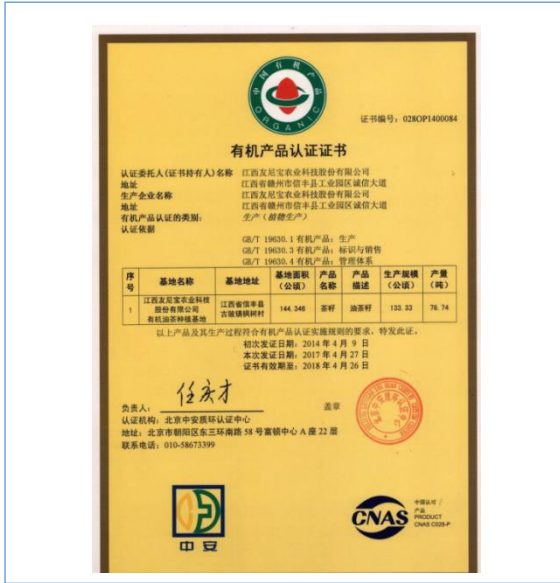 中国有机产品
ORGANIC
证书编号：028OP1400084
有机产品认证证书
认证委托人(证书持有人)名称 江西友尼宝农业科技股份有限公司
地址 江西省赣州市信丰县工业园区诚信大道
生产企业名称 江西友尼宝农业科技股份有限公司
地址 江西省赣州市信丰县工业园区诚信大道
有机产品认证的类别： 生产（植物生产）
认证依据
GB/T 19630.1 有机产品：生产
GB/T 19630.3 有机产品：标识与销售
GB/T 19630.4 有机产品：管理体系
序号 基地名称 基地地址 基地面积（公顷） 产品名称 产品描述 生产规模（公顷） 产量（吨）
1 江西友尼宝农业科技股份有限公司有机油茶种植基地 江西省信丰县古陂镇枫树村 144.346 茶籽 油茶籽 133.33 76.74
以上产品及其生产过程符合有机产品认证实施规则的要求，特发此证。
初次发证日期：2014 年 4 月 9 日
本次发证日期：2017 年 4 月 27 日
证书有效期至：2018 年 4 月 26 日
负责人： 任庆才
盖章
认证机构：北京中安质环认证中心
地址：北京市朝阳区东三环南路 58 号富顿中心 A 座 22 层
联系电话：010-58673399
中安
CNAS
中国认可
产品
PRODUCT
CNAS C028-P